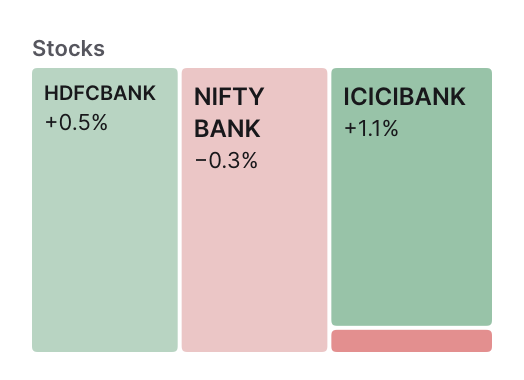 Stocks
HDFCBANK
+0.5%
NIFTY
BANK
−0.3%
ICICIBANK
+1.1%